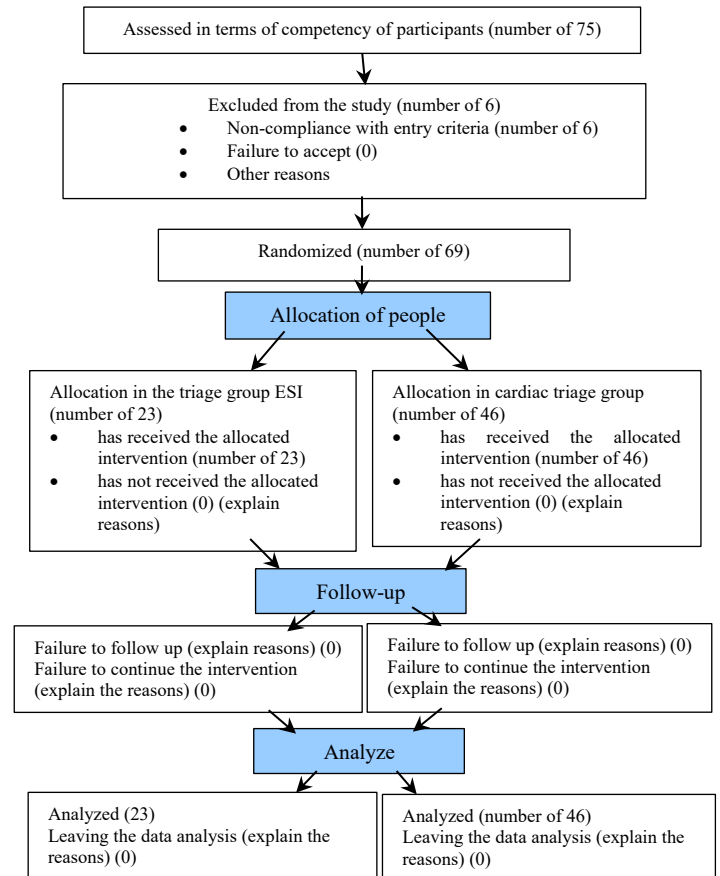 Assessed in terms of competency of participants (number of 75)
Excluded from the study (number of 6)
• Non-compliance with entry criteria (number of 6)
• Failure to accept (0)
• Other reasons
Randomized (number of 69)
Allocation of people
Allocation in the triage group ESI
(number of 23)
• has received the allocated
intervention (number of 23)
• has not received the allocated
intervention (0) (explain
reasons)
Allocation in cardiac triage group
(number of 46)
• has received the allocated
intervention (number of 46)
• has not received the allocated
intervention (0) (explain
reasons)
Follow-up
Failure to follow up (explain reasons) (0)
Failure to continue the intervention
(explain the reasons) (0)
Failure to follow up (explain reasons) (0)
Failure to continue the intervention
(explain the reasons) (0)
Analyze
Analyzed (23)
Leaving the data analysis (explain the
reasons) (0)
Analyzed (number of 46)
Leaving the data analysis (explain the
reasons) (0)